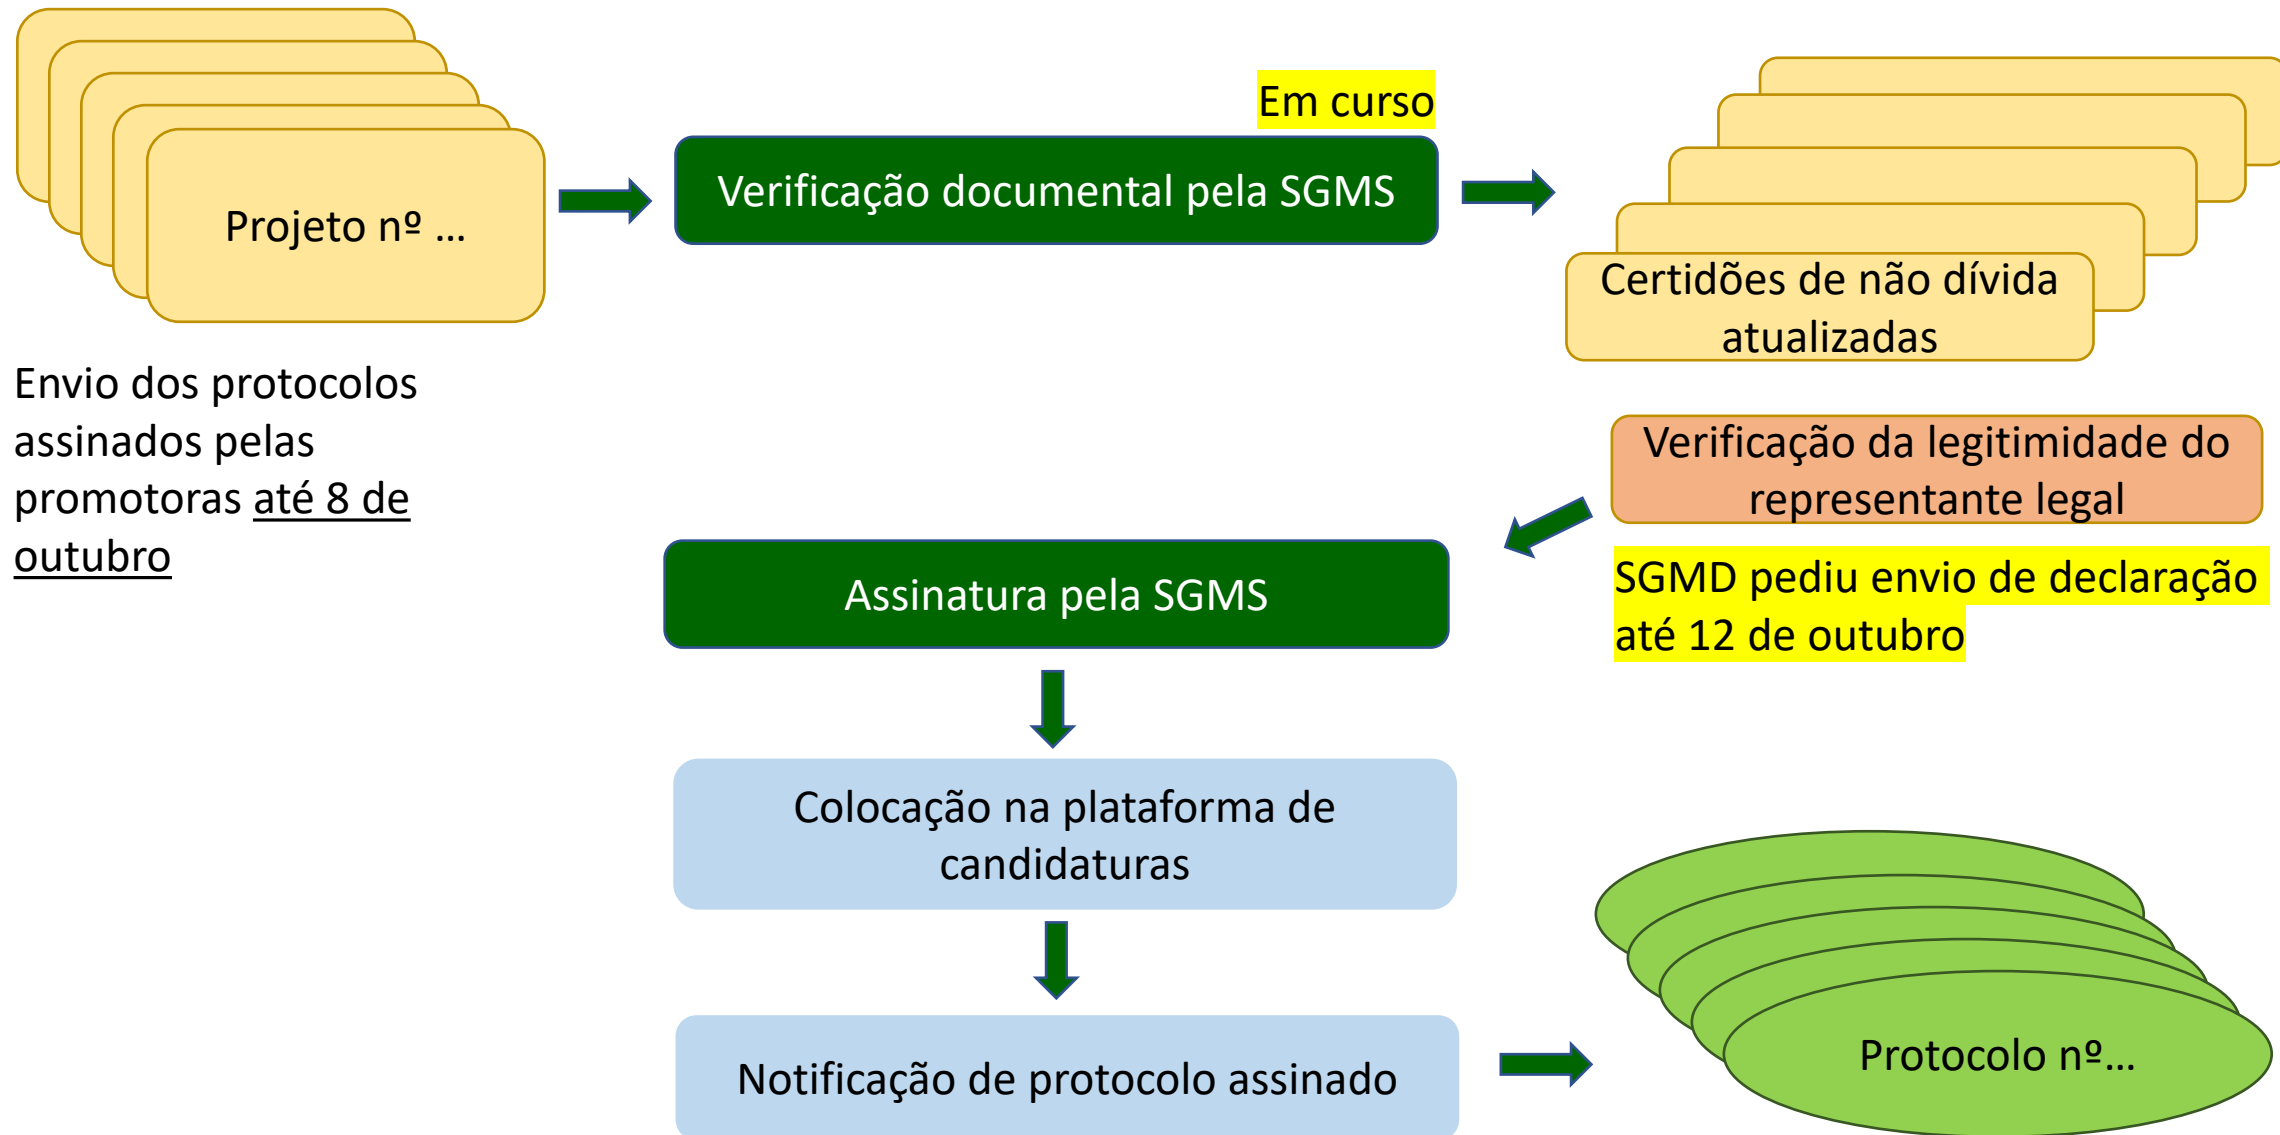 Projeto nº ...
Envio dos protocolos
assinados pelas
promotoras até 8 de
outubro
Em curso
Verificação documental pela SGMS
Certidões de não dívida
atualizadas
Verificação da legitimidade do
representante legal
SGMD pediu envio de declaração
até 12 de outubro
Assinatura pela SGMS
Colocação na plataforma de
candidaturas
Notificação de protocolo assinado
Protocolo nº...